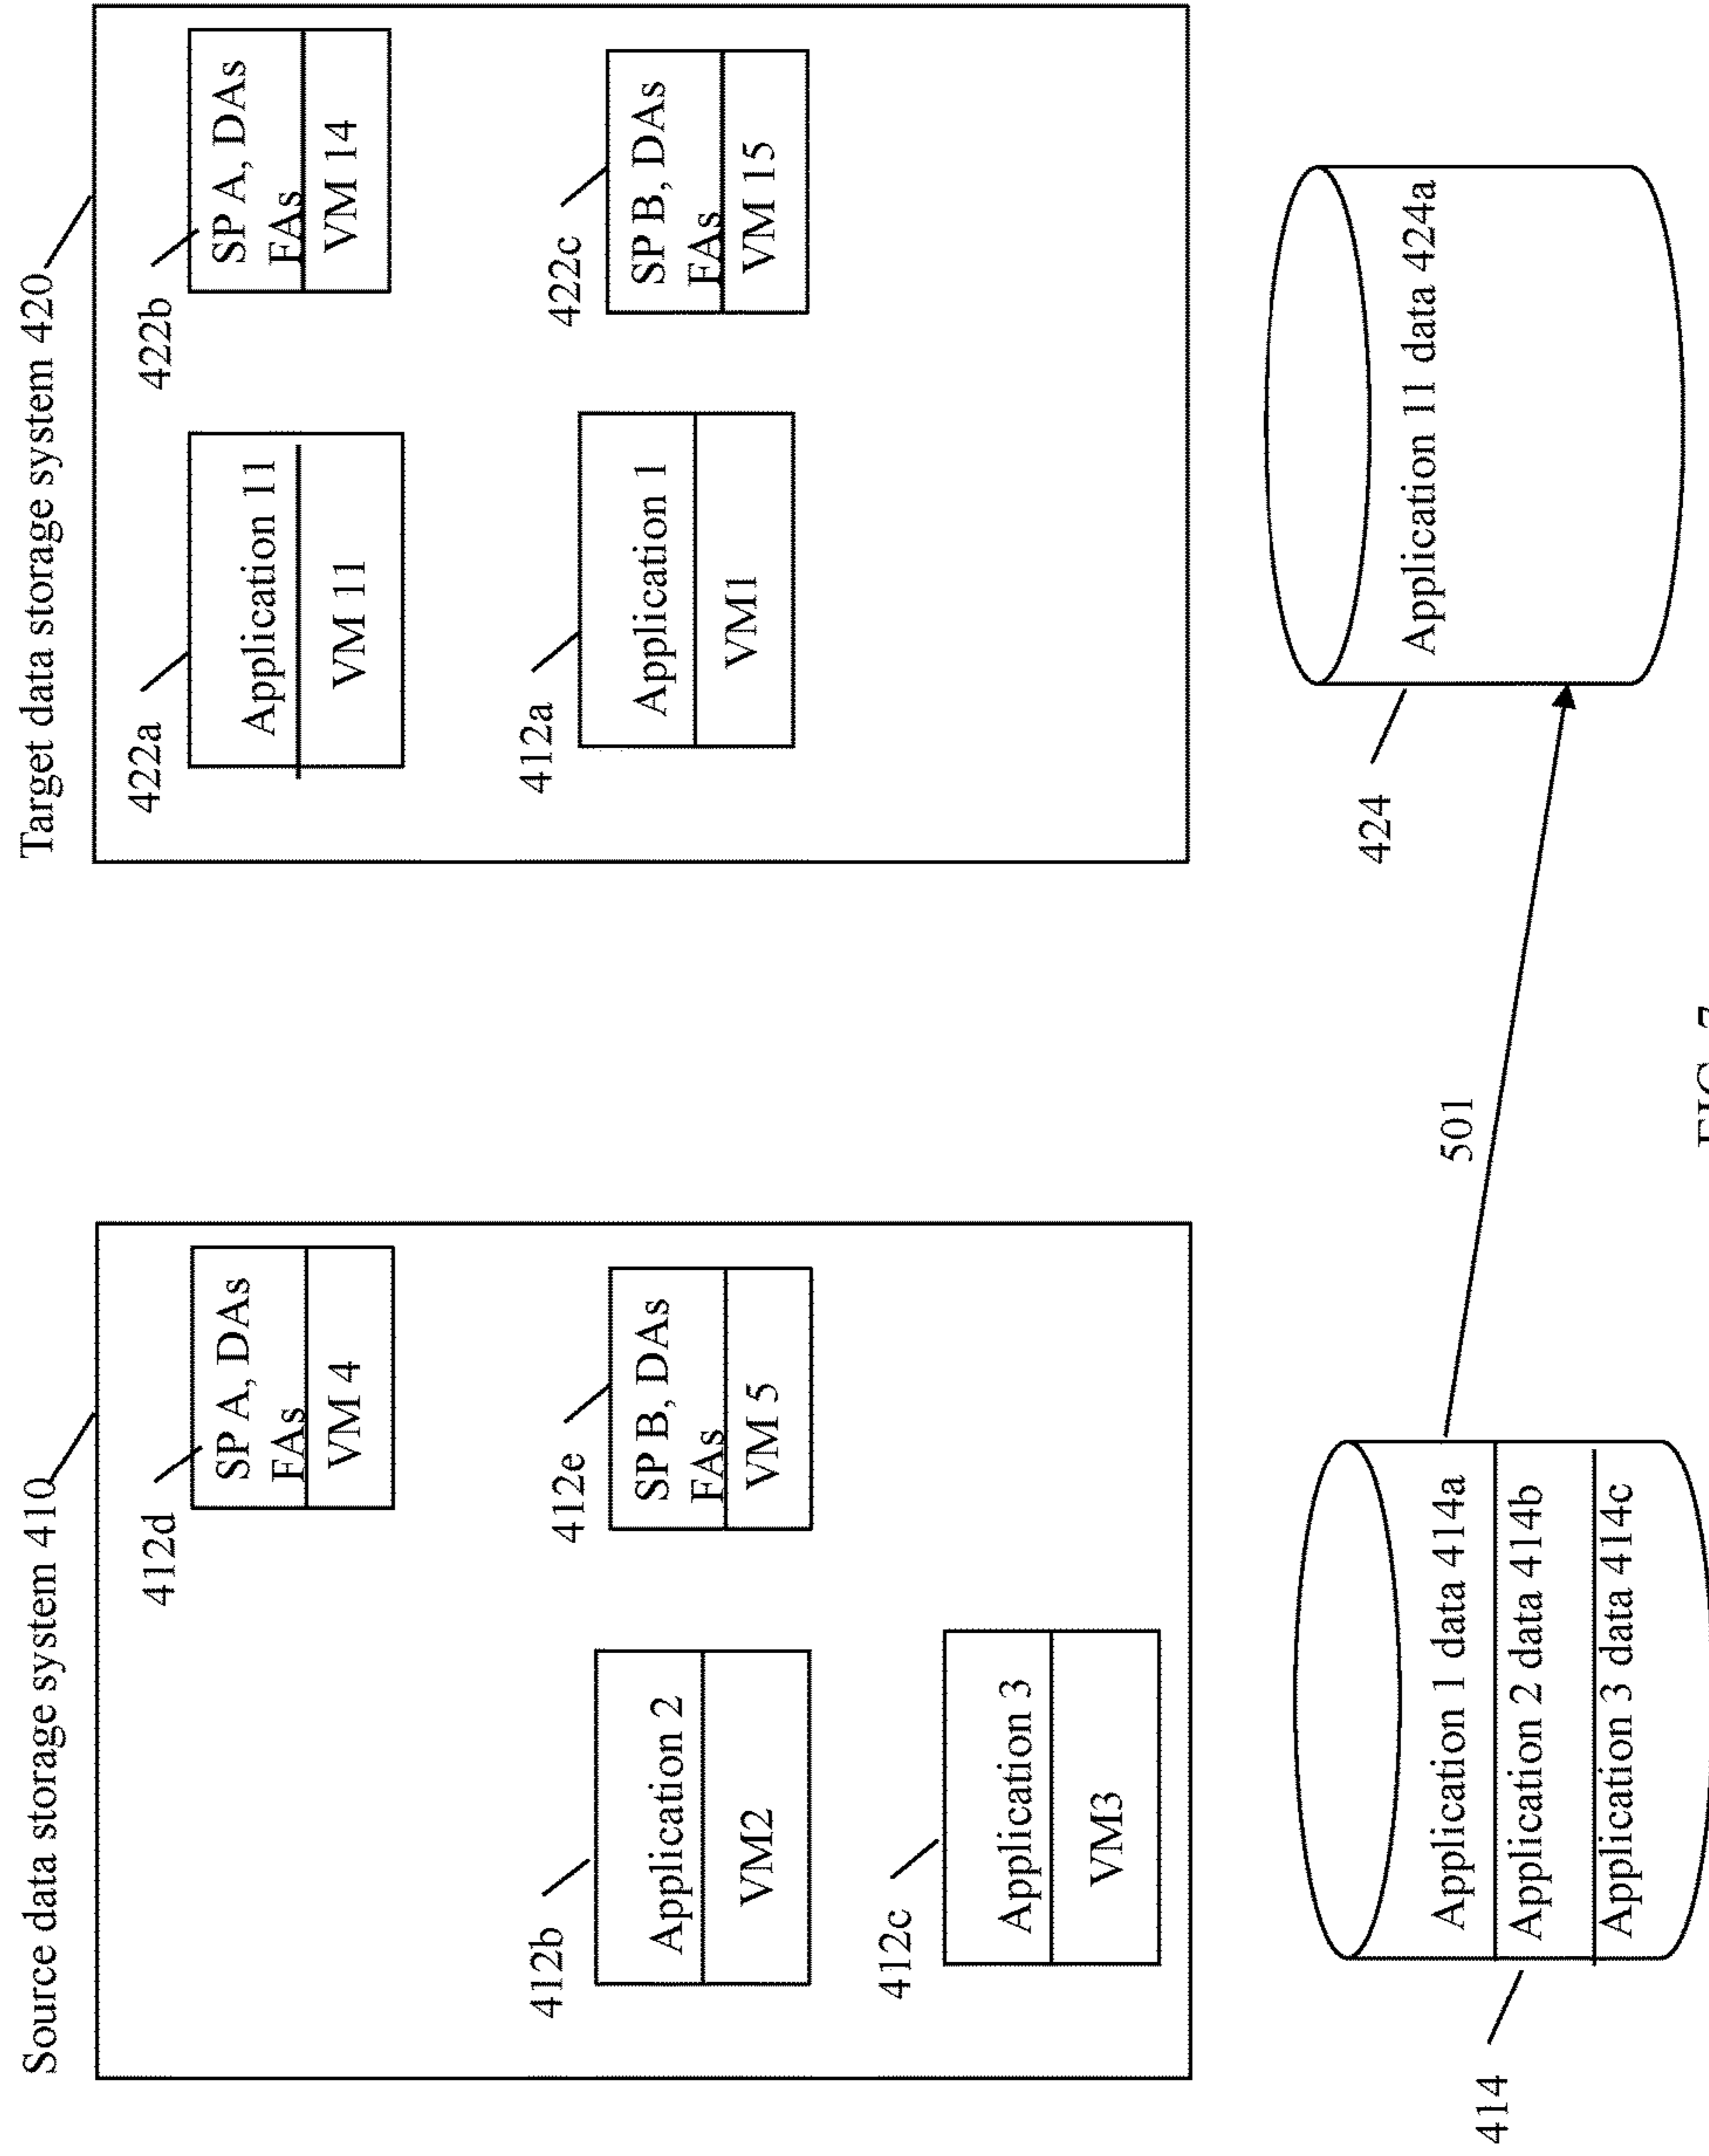 Source data storage system 410
412d
SP A, DAs
FAs
VM 4
412b
Application 2
VM2
412e
SP B, DAs
FAs
VM 5
412c
Application 3
VM3
414
Application 1 data 414a
Application 2 data 414b
Application 3 data 414c
501
Target data storage system 420
422a
Application 11
VM 11
422b
SP A, DAs
FAs
VM 14
412a
Application 1
VM1
422c
SP B, DAs
FAs
VM 15
424
Application 11 data 424a
FIG. 7